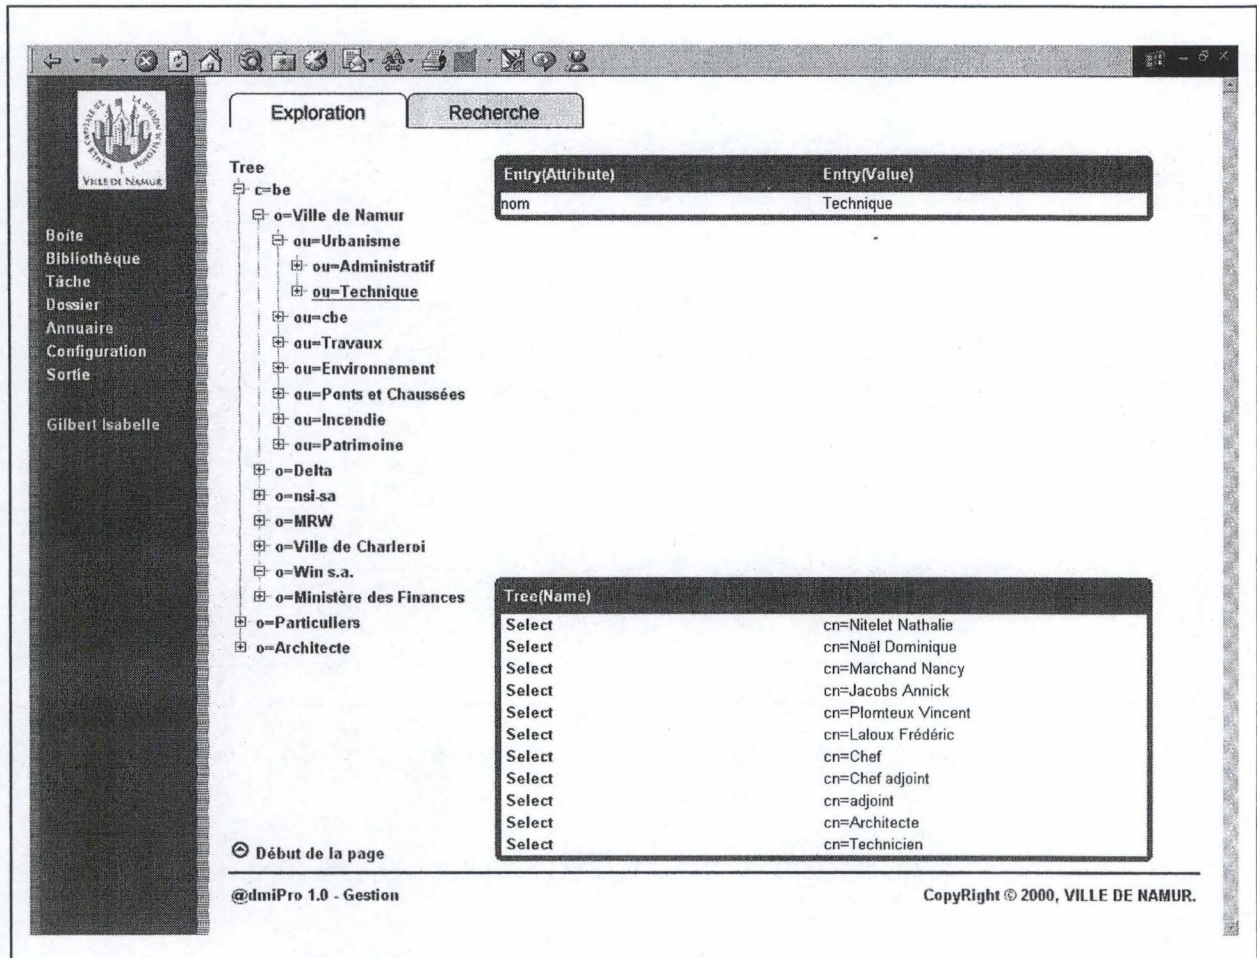 VILLE DE NAMUR
Boite
Bibliothèque
Tâche
Dossier
Annuaire
Configuration
Sortie
Gilbert Isabelle
Exploration
Recherche
Tree
c=be
o=Ville de Namur
ou=Urbanisme
ou=Administratif
ou=Technique
ou=cbe
ou=Travaux
ou=Environnement
ou=Ponts et Chaussées
ou=Incendie
ou=Patrimoine
o=Delta
o=nsi-sa
o=MRW
o=Ville de Charleroi
o=Win s.a.
o=Ministère des Finances
o=Particuliers
o=Architecte
Début de la page
Entry(Attribute) Entry(Value)
nom Technique
Tree(Name)
Select cn=Nitelet Nathalie
Select cn=Noël Dominique
Select cn=Marchand Nancy
Select cn=Jacobs Annick
Select cn=Plomteux Vincent
Select cn=Laloux Frédéric
Select cn=Chef
Select cn=Chef adjoint
Select cn=adjoint
Select cn=Architecte
Select cn=Technicien
@dmiPro 1.0 - Gestion
CopyRight © 2000, VILLE DE NAMUR.